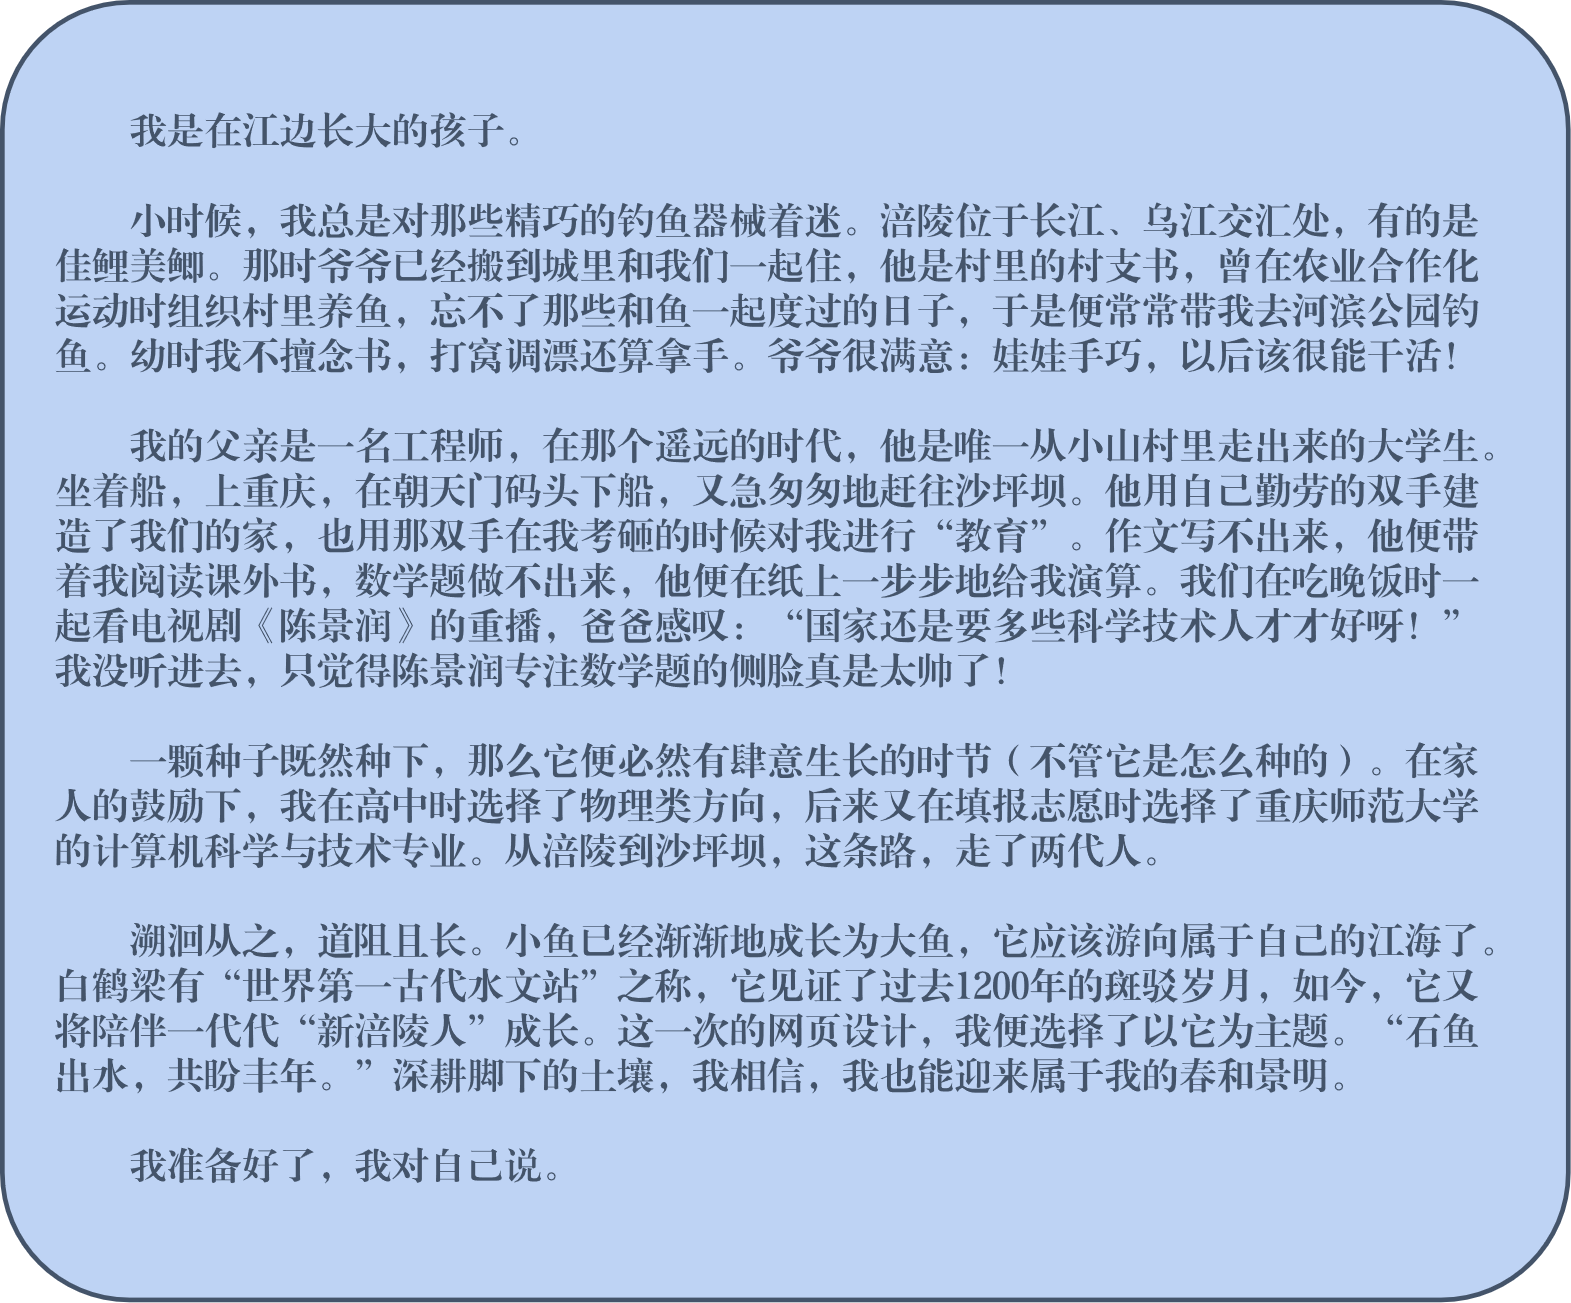 我是在江边长大的孩子。
小时候，我总是对那些精巧的钓鱼器械着迷。涪陵位于长江、乌江交汇处，有的是
佳鲤美鲫。那时爷爷已经搬到城里和我们一起住，他是村里的村支书，曾在农业合作化
运动时组织村里养鱼，忘不了那些和鱼一起度过的日子，于是便常常带我去河滨公园钓
鱼。幼时我不擅念书，打窝调漂还算拿手。爷爷很满意：娃娃手巧，以后该很能干活！
我的父亲是一名工程师，在那个遥远的时代，他是唯一从小山村里走出来的大学生。
坐着船，上重庆，在朝天门码头下船，又急匆匆地赶往沙坪坝。他用自己勤劳的双手建
造了我们的家，也用那双手在我考砸的时候对我进行“教育”。作文写不出来，他便带
着我阅读课外书，数学题做不出来，他便在纸上一步步地给我演算。我们在吃晚饭时一
起看电视剧《陈景润》的重播，爸爸感叹：“国家还是要多些科学技术人才才好呀！”
我没听进去，只觉得陈景润专注数学题的侧脸真是太帅了！
一颗种子既然种下，那么它便必然有肆意生长的时节（不管它是怎么种的）。在家
人的鼓励下，我在高中时选择了物理类方向，后来又在填报志愿时选择了重庆师范大学
的计算机科学与技术专业。从涪陵到沙坪坝，这条路，走了两代人。
溯洄从之，道阻且长。小鱼已经渐渐地成长为大鱼，它应该游向属于自己的江海了。
白鹤梁有“世界第一古代水文站”之称，它见证了过去1200年的斑驳岁月，如今，它又
将陪伴一代代“新涪陵人”成长。这一次的网页设计，我便选择了以它为主题。“石鱼
出水，共盼丰年。”深耕脚下的土壤，我相信，我也能迎来属于我的春和景明。
我准备好了，我对自己说。